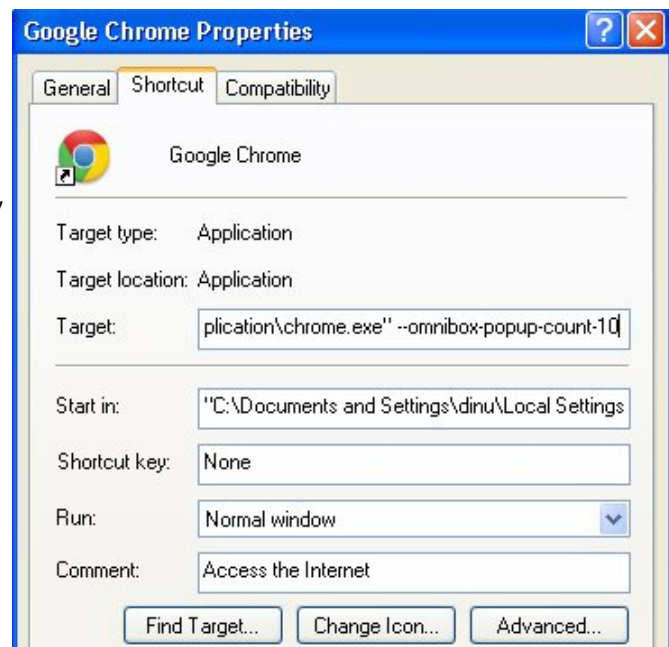 Google Chrome Properties
General Shortcut Compatibility
Google Chrome
Target type: Application
Target location: Application
Target: plication\chrome.exe" --omnibox-popup-count-10
Start in: "C:\Documents and Settings\dinu\Local Settings
Shortcut key: None
Run: Normal window
Comment: Access the Internet
Find Target... Change Icon... Advanced...